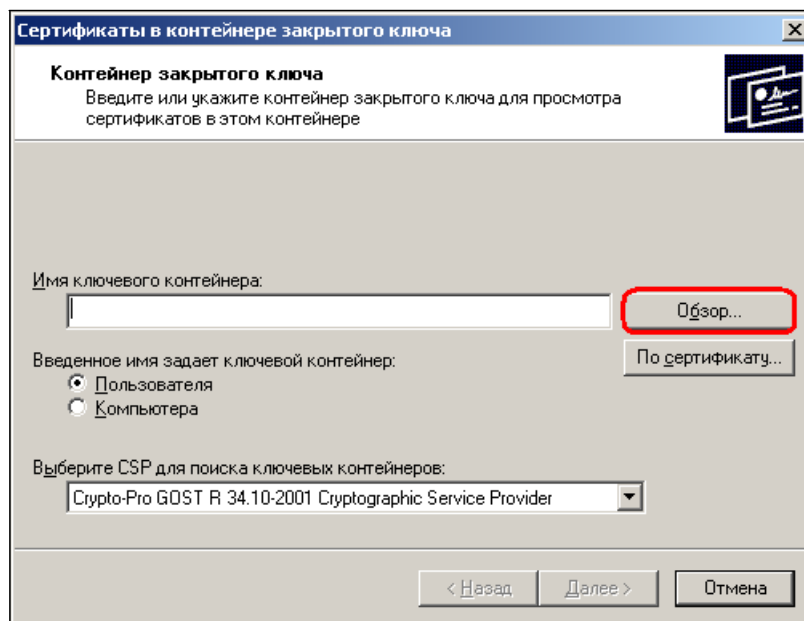 Сертификаты в контейнере закрытого ключа
Контейнер закрытого ключа
Введите или укажите контейнер закрытого ключа для просмотра
сертификатов в этом контейнере
Имя ключевого контейнера:
Обзор...
По сертификату...
Введенное имя задает ключевой контейнер:
Пользователя
Компьютера
Выберите CSP для поиска ключевых контейнеров:
Crypto-Pro GOST R 34.10-2001 Cryptographic Service Provider
< Назад Далее > Отмена